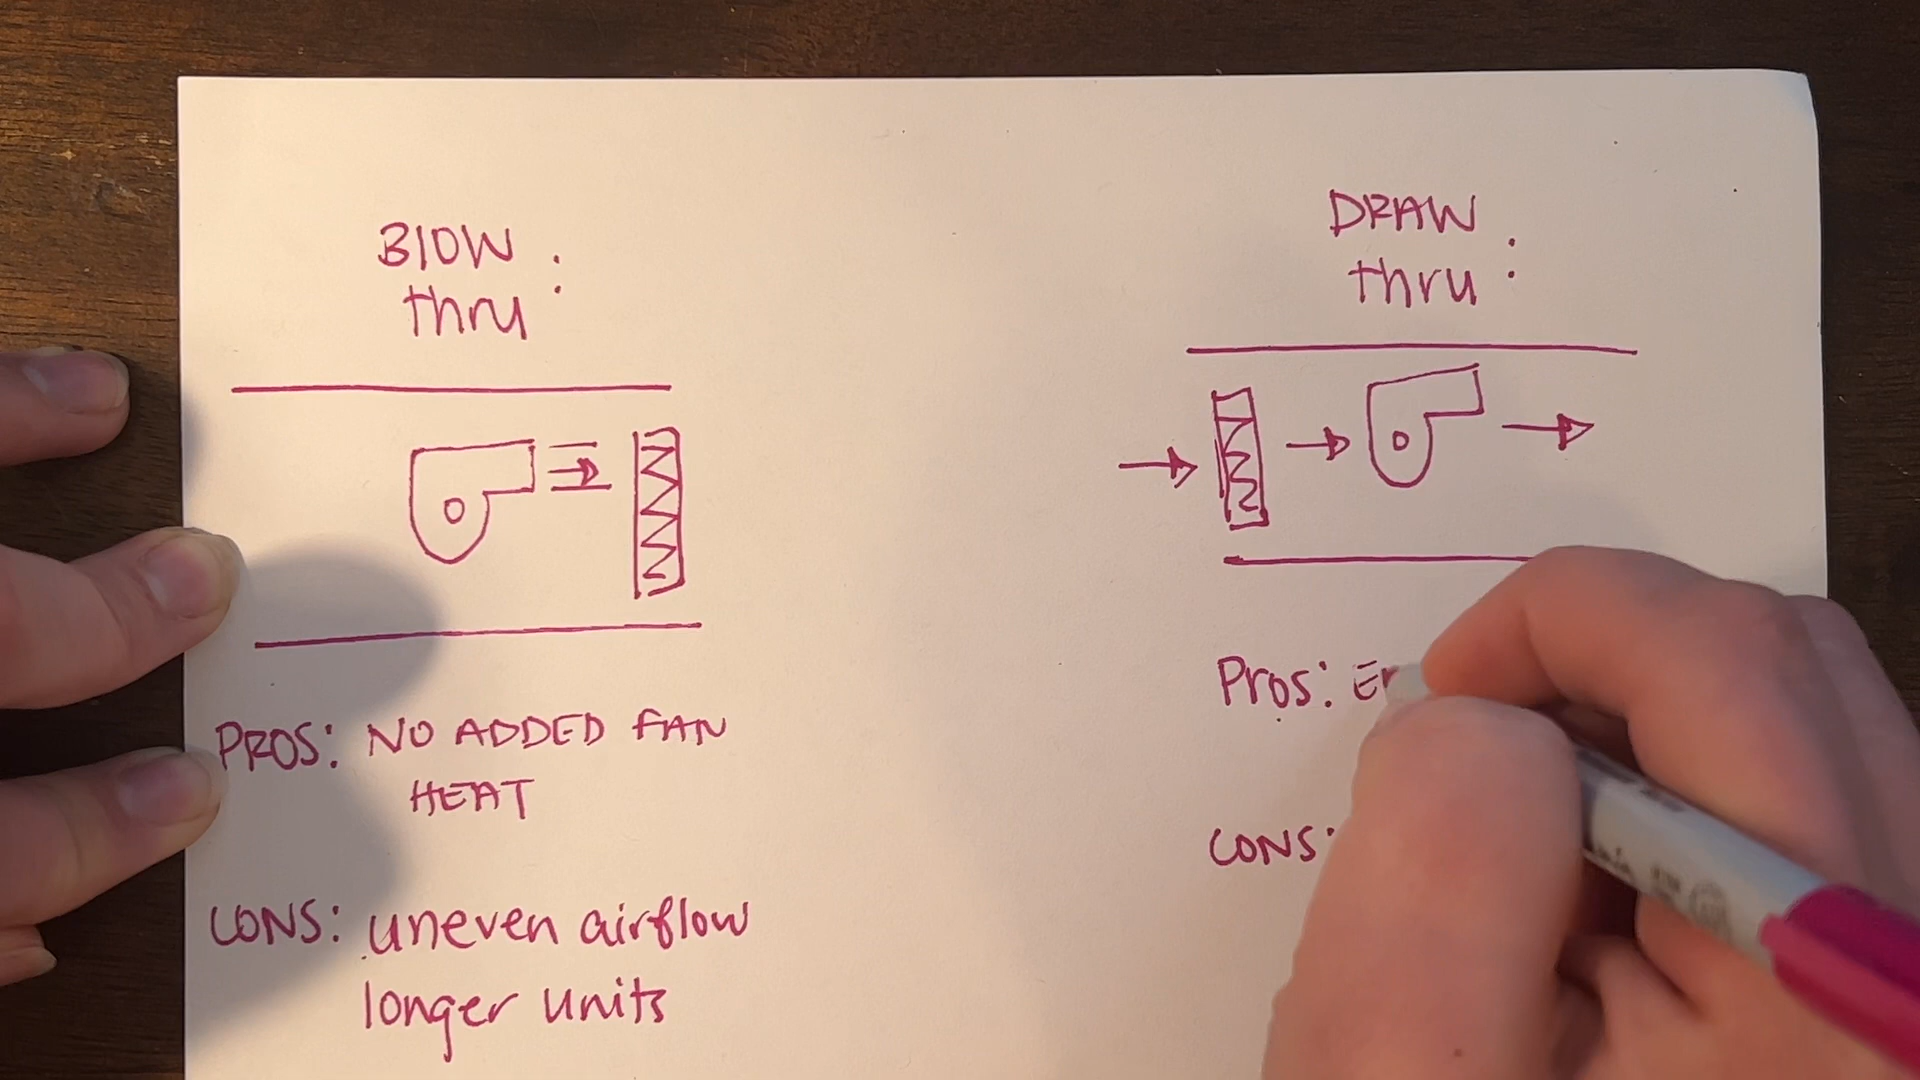 BlOW :
thru
PROS: NO ADDED FAN
HEAT
CONS: uneven airflow
longer units
DRAW :
thru
Pros:
CONS: